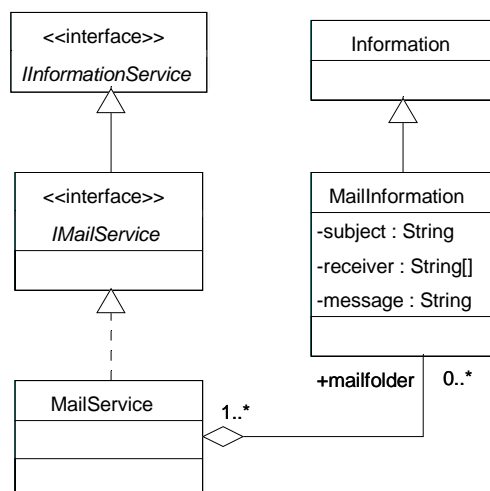 <<interface>>
IInformationService
Information
<<interface>>
IMailService
MailInformation
-subject : String
-receiver : String[]
-message : String
MailService
+mailfolder 0..*
1..*